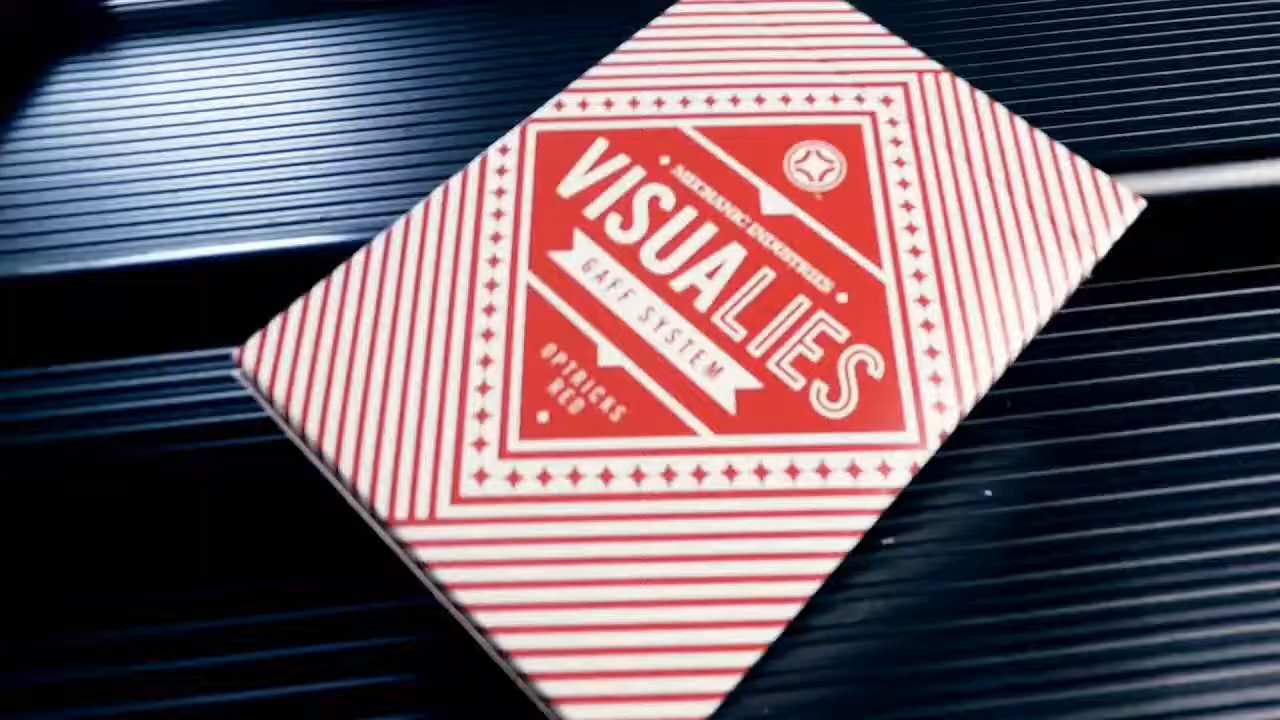 MECHANIC INDUSTRIES
VISUALIES
GAFF SYSTEM
OPTRICKS
RED